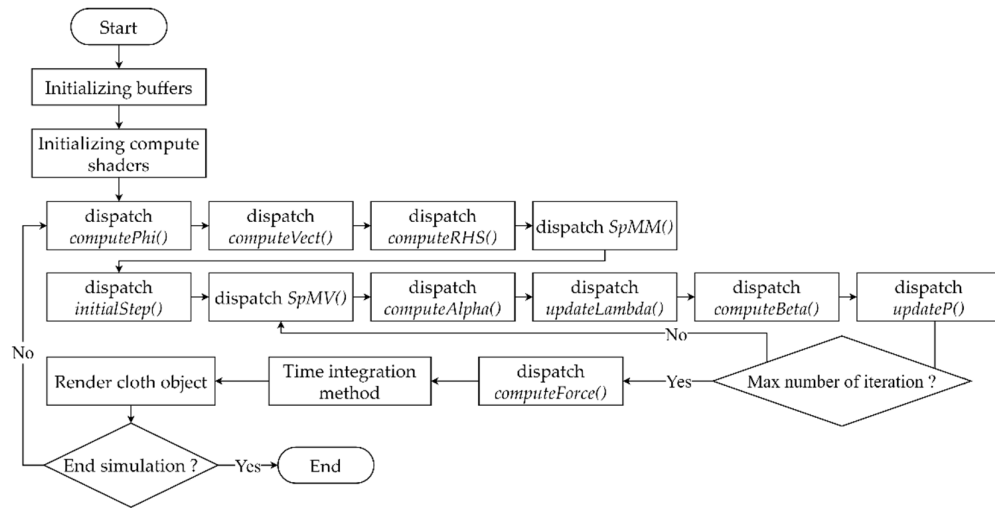 Start
Initializing buffers
Initializing compute
shaders
dispatch
computePhi()
dispatch
computeVect()
dispatch
computeRHS()
dispatch SpMM()
dispatch
initialStep()
dispatch SpMV()
dispatch
computeAlpha()
dispatch
updateLambda()
dispatch
computeBeta()
dispatch
updateP()
No
Max number of iteration ?
Yes
dispatch
computeForce()
Time integration
method
Render cloth object
No
End simulation ?
Yes
End